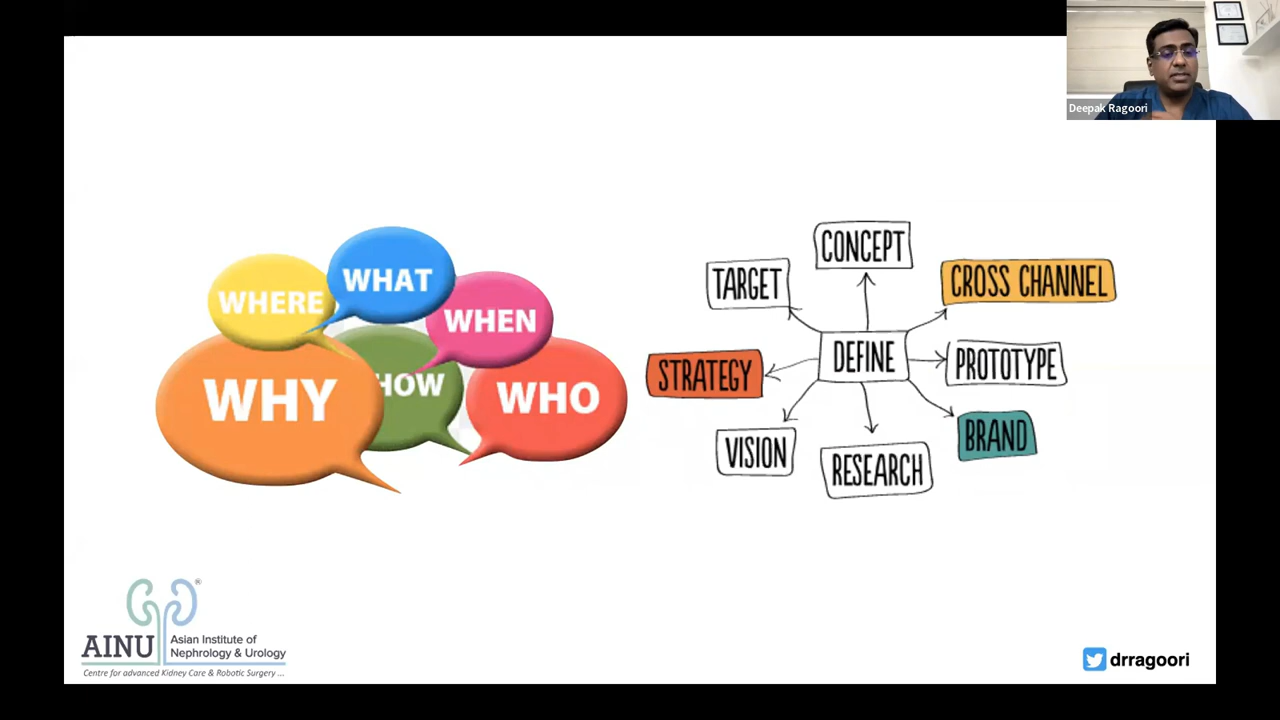 Deepak Ragoori
WHERE
WHAT
WHEN
WHY
HOW
WHO
CONCEPT
TARGET
CROSS CHANNEL
DEFINE
STRATEGY
PROTOTYPE
VISION
RESEARCH
BRAND
®
AINU
Asian Institute of
Nephrology & Urology
Centre for advanced Kidney Care & Robotic Surgery ...
drragoori